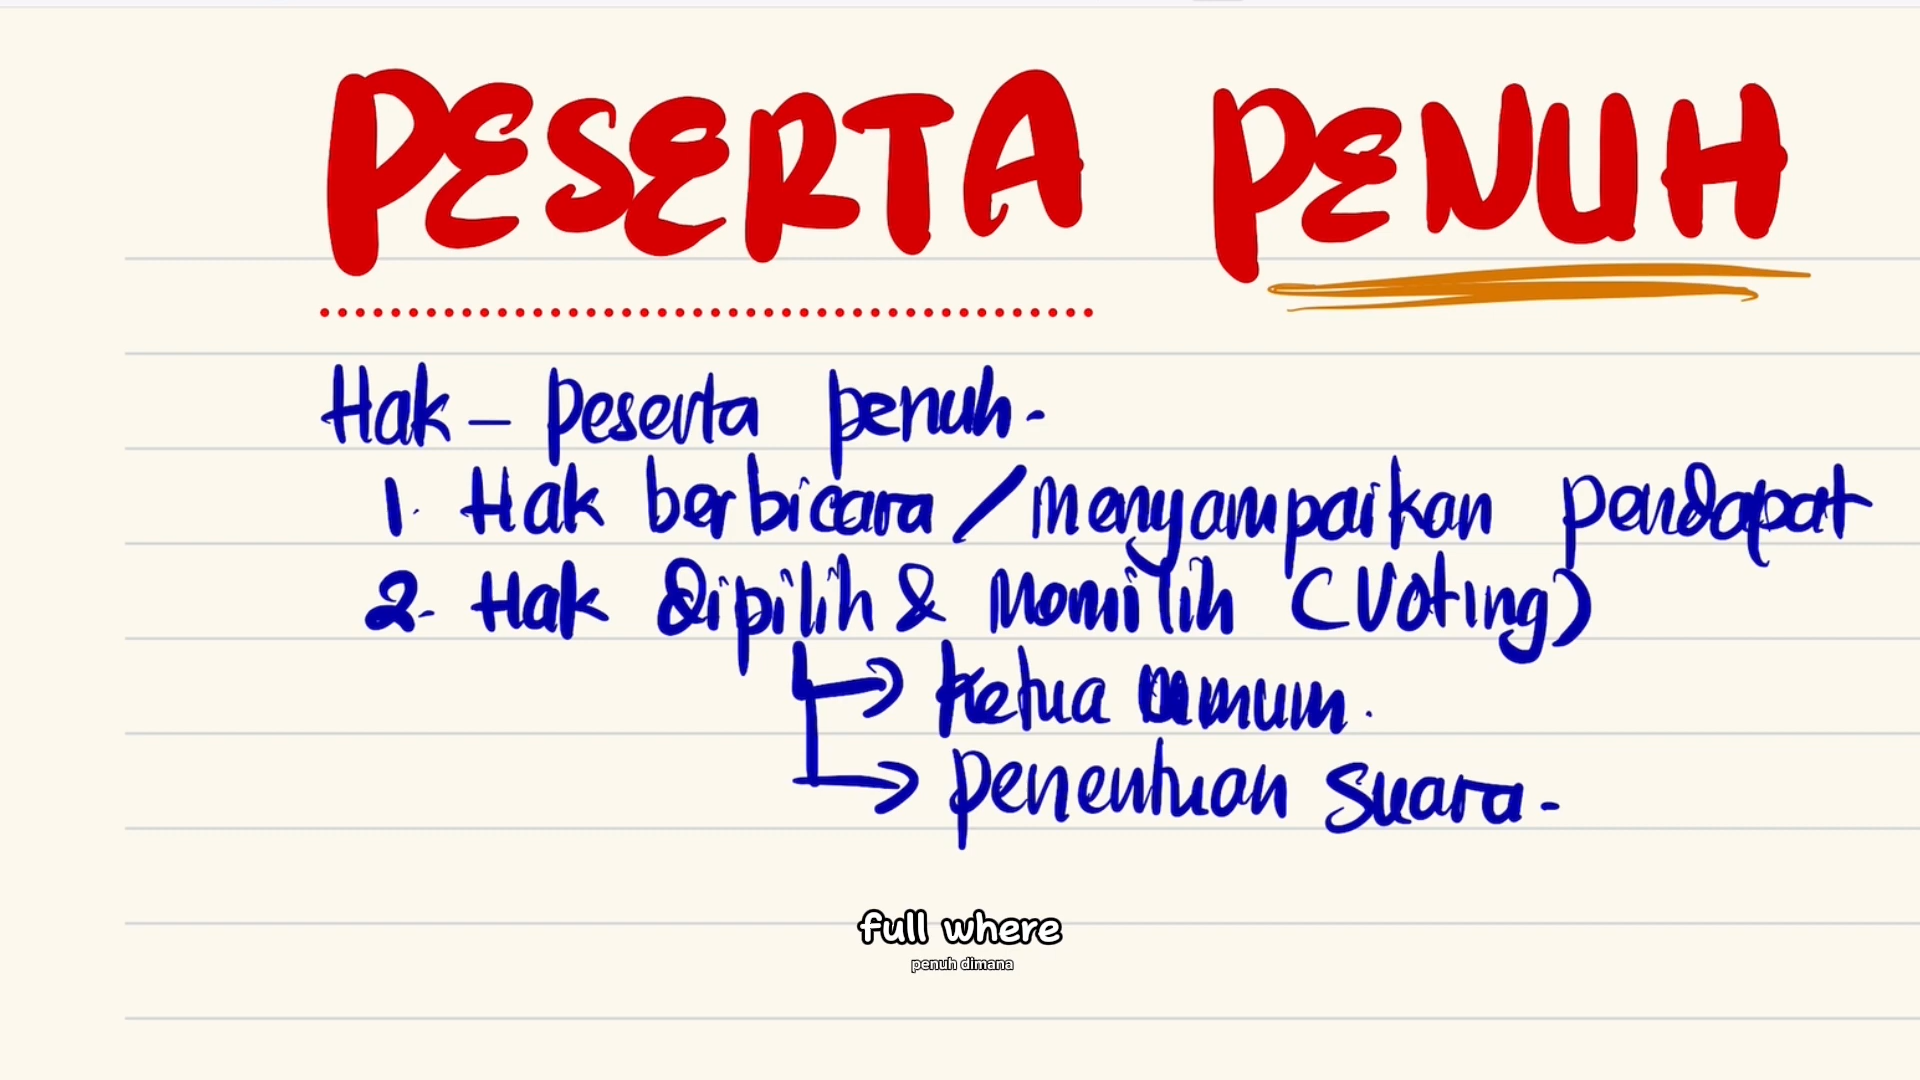 PESERTA PENUH
Hak - Peserta penuh.
1. Hak berbicara / Menyampaikan pendapat
2. Hak dipilih & Memilih (Voting)
→ Ketua umum.
→ Penentuan Suara.
full where
penuh dimana